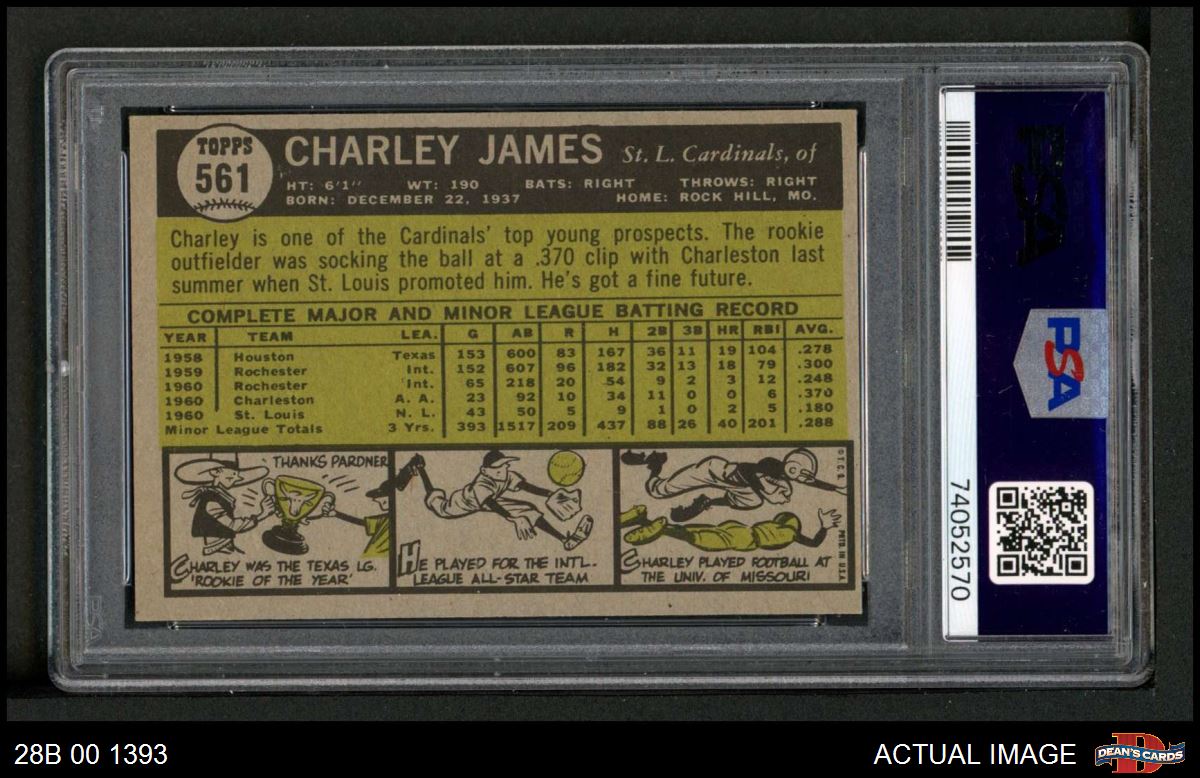 TOPPS
561
CHARLEY JAMES St. L. Cardinals, of
HT: 6'1" WT: 190 BATS: RIGHT THROWS: RIGHT
BORN: DECEMBER 22, 1937 HOME: ROCK HILL, MO.
Charley is one of the Cardinals' top young prospects. The rookie
outfielder was socking the ball at a .370 clip with Charleston last
summer when St. Louis promoted him. He's got a fine future.
COMPLETE MAJOR AND MINOR LEAGUE BATTING RECORD
YEAR TEAM LEA. G AB R H 2B 3B HR RBI AVG.
1958 Houston Texas 153 600 83 167 36 11 19 104 .278
1959 Rochester Int. 152 607 96 182 32 13 18 79 .300
1960 Rochester Int. 65 218 20 54 9 2 3 12 .248
1960 Charleston A. A. 23 92 10 34 11 0 0 6 .370
1960 St. Louis N. L. 43 50 5 9 1 0 2 5 .180
Minor League Totals 3 Yrs. 393 1517 209 437 88 26 40 201 .288
THANKS PARDNER
CHARLEY WAS THE TEXAS LG.
'ROOKIE OF THE YEAR'
HE PLAYED FOR THE INTL.
LEAGUE ALL-STAR TEAM
CHARLEY PLAYED FOOTBALL AT
THE UNIV. OF MISSOURI
© T.C.G.
PRTD. IN U.S.A.
PSA
PSA
PSA
74052570
28B 00 1393
ACTUAL IMAGE
DEAN'S CARDS